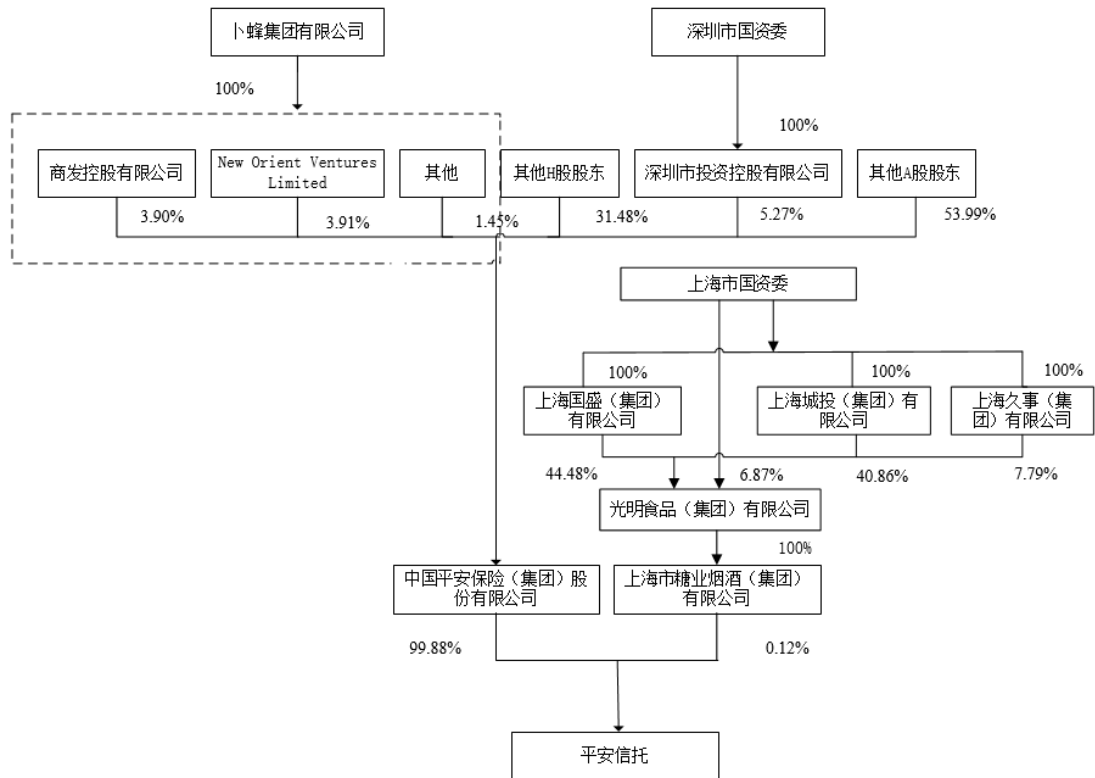 卜蜂集团有限公司
深圳市国资委
100%
100%
商发控股有限公司
New Orient Ventures
Limited
其他
其他H股股东
深圳市投资控股有限公司
其他A股股东
3.90%
3.91%
1.45%
31.48%
5.27%
53.99%
上海市国资委
100%
100%
100%
上海国盛（集团）
有限公司
上海城投（集团）有
限公司
上海久事（集
团）有限公司
44.48%
6.87%
40.86%
7.79%
光明食品（集团）有限公司
100%
中国平安保险（集团）股
份有限公司
上海市糖业烟酒（集团）
有限公司
99.88%
0.12%
平安信托